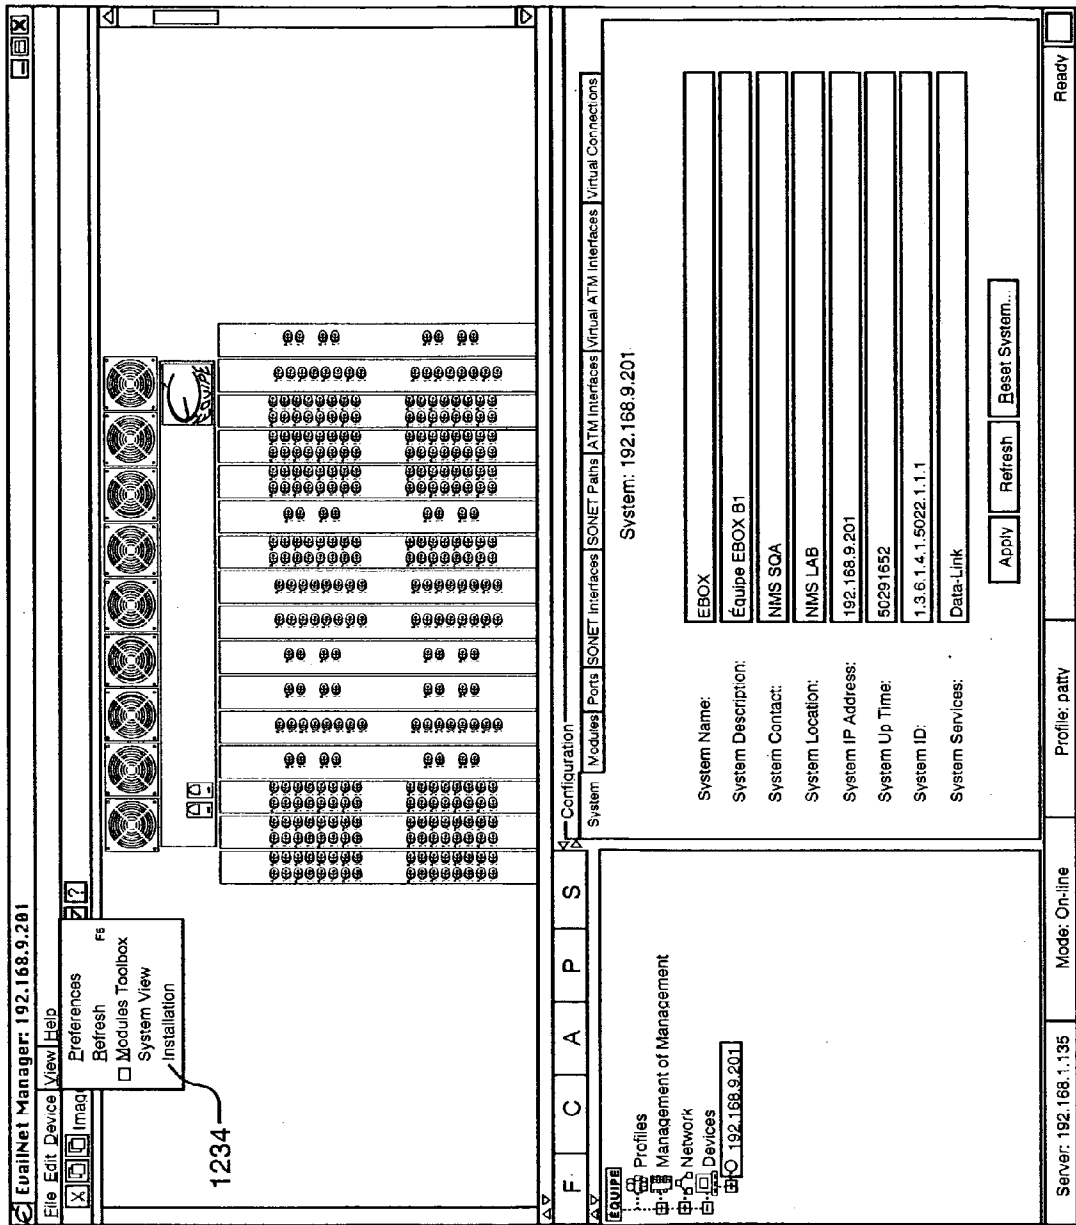 EvailNet Manager: 192.168.9.201
File Edit Device View Help
Imag
?
Preferences
Refresh F5
Modules Toolbox
System View
Installation
1234
EQUIPE
F C A P S
EQUIPE
Profiles
Management of Management
Network
Devices
192.168.9.201
Configuration
System Modules Ports SONET Interfaces SONET Paths ATM Interfaces Virtual ATM Interfaces Virtual Connections
System: 192.168.9.201
System Name: EBOX
System Description: Équipe EBOX B1
System Contact: NMS SQA
System Location: NMS LAB
System IP Address: 192.168.9.201
System Up Time: 50291652
System ID: 1.3.6.1.4.1.5022.1.1.1
System Services: Data-Link
Apply Refresh Reset System...
Server: 192.168.1.135 Mode: On-line Profile: patty Ready